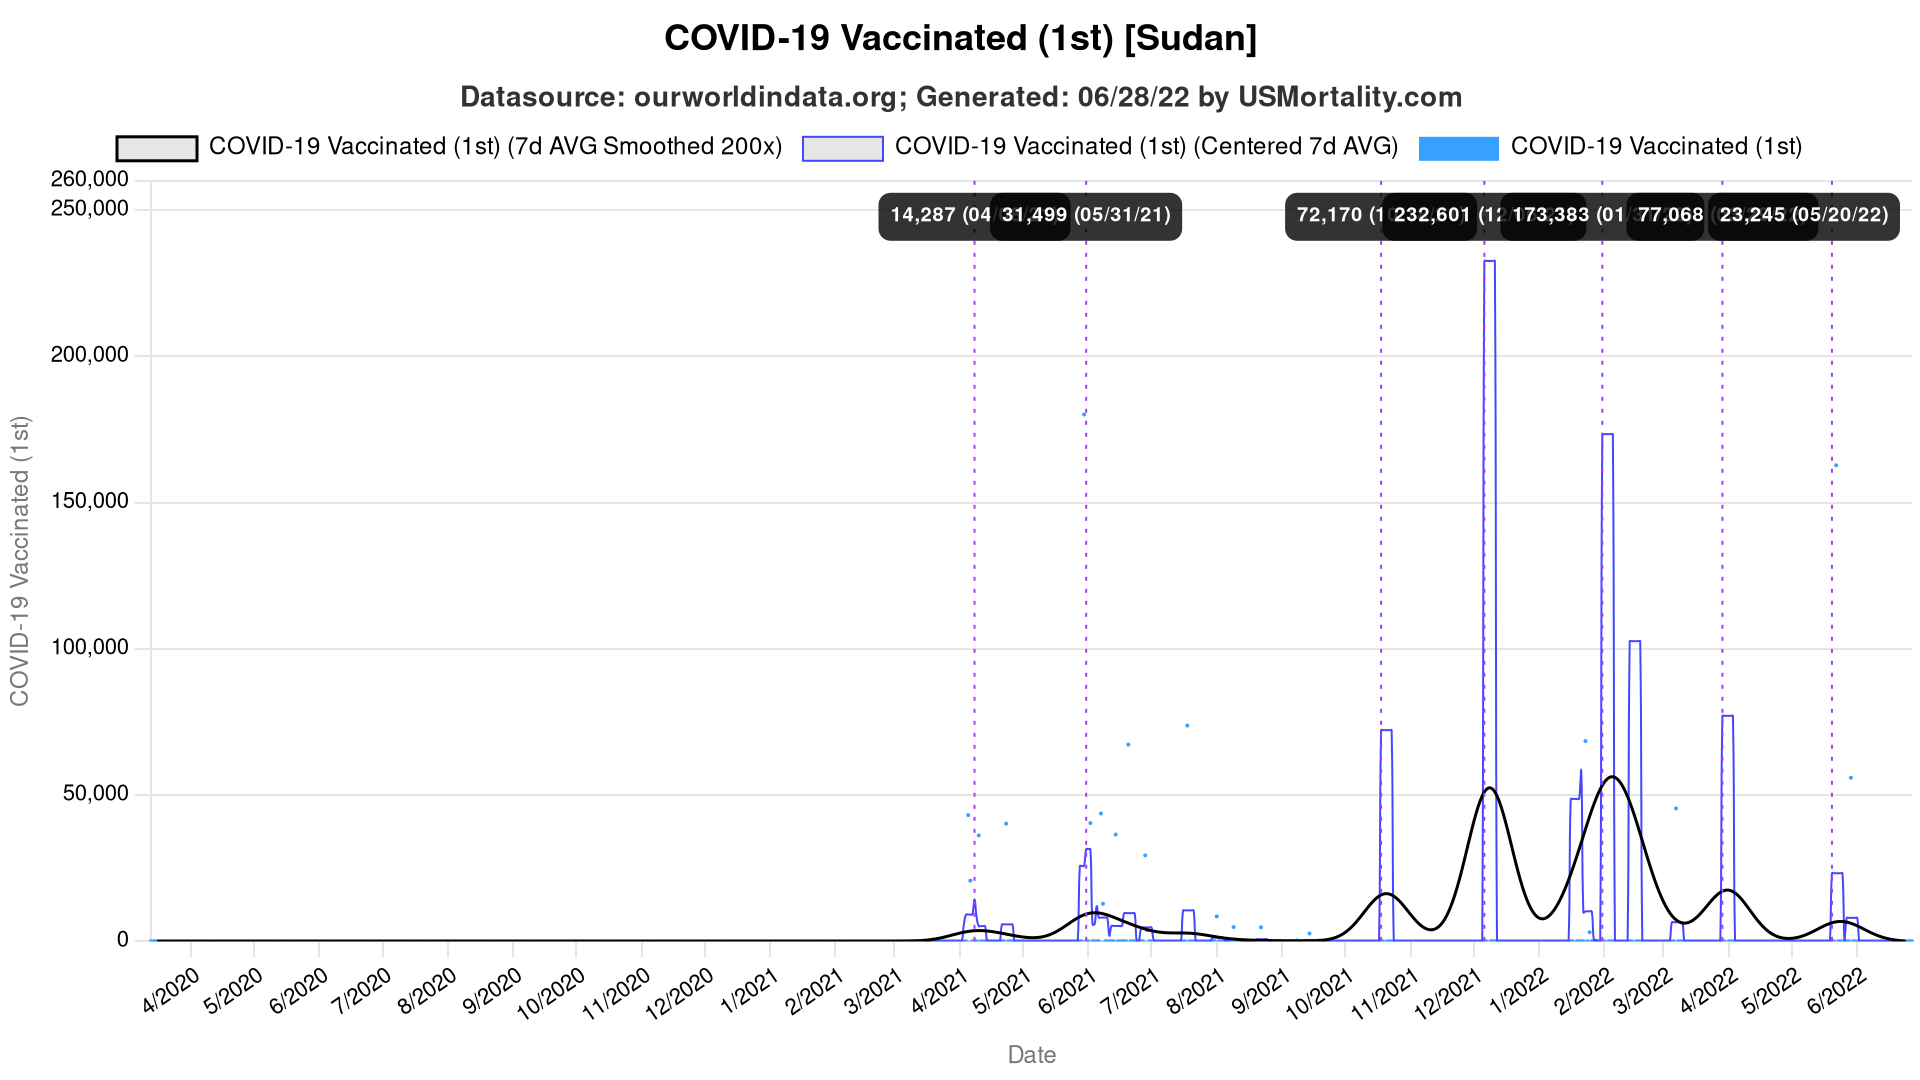 COVID-19 Vaccinated (1st) [Sudan]
Datasource: ourworldindata.org; Generated: 06/28/22 by USMortality.com
COVID-19 Vaccinated (1st) (7d AVG Smoothed 200x) COVID-19 Vaccinated (1st) (Centered 7d AVG) COVID-19 Vaccinated (1st)
260,000
250,000
14,287 (04 31,499 (05/31/21) 72,170 (1 232,601 (12/ 173,383 (01/ 77,068 23,245 (05/20/22)
200,000
150,000
100,000
50,000
0
COVID-19 Vaccinated (1st)
4/2020 5/2020 6/2020 7/2020 8/2020 9/2020 10/2020 11/2020 12/2020 1/2021 2/2021 3/2021 4/2021 5/2021 6/2021 7/2021 8/2021 9/2021 10/2021 11/2021 12/2021 1/2022 2/2022 3/2022 4/2022 5/2022 6/2022
Date